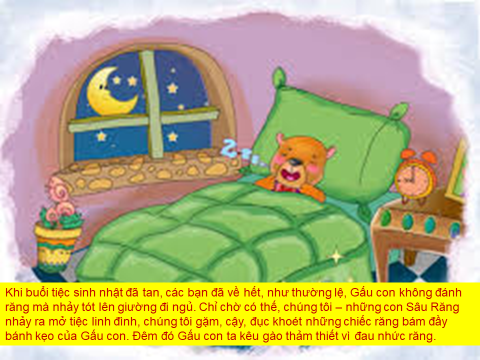 Z
Khi buổi tiệc sinh nhật đã tan, các bạn đã về hết, như thường lệ, Gấu con không đánh
răng mà nhảy tót lên giường đi ngủ. Chỉ chờ có thế, chúng tôi – những con Sâu Răng
nhảy ra mở tiệc linh đình, chúng tôi gặm, cậy, đục khoét những chiếc răng bám đầy
bánh kẹo của Gấu con. Đêm đó Gấu con ta kêu gào thảm thiết vì đau nhức răng.